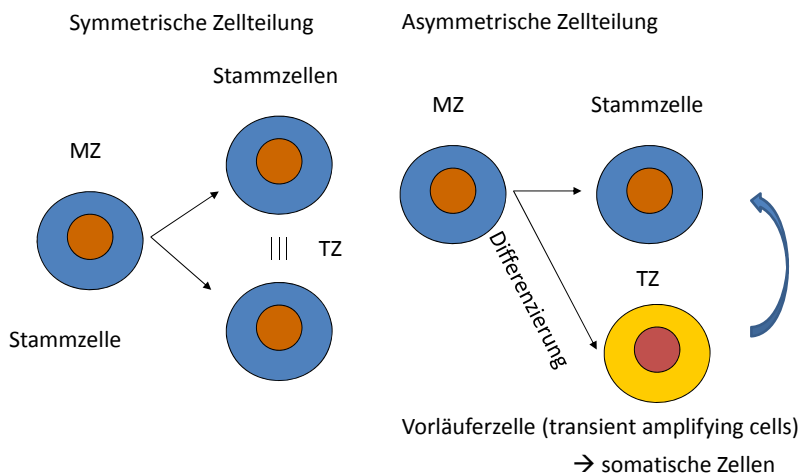 Symmetrische Zellteilung
Stammzellen
MZ
TZ
Stammzelle
Asymmetrische Zellteilung
MZ
Stammzelle
Differenzierung
TZ
Vorläuferzelle (transient amplifying cells)
→ somatische Zellen